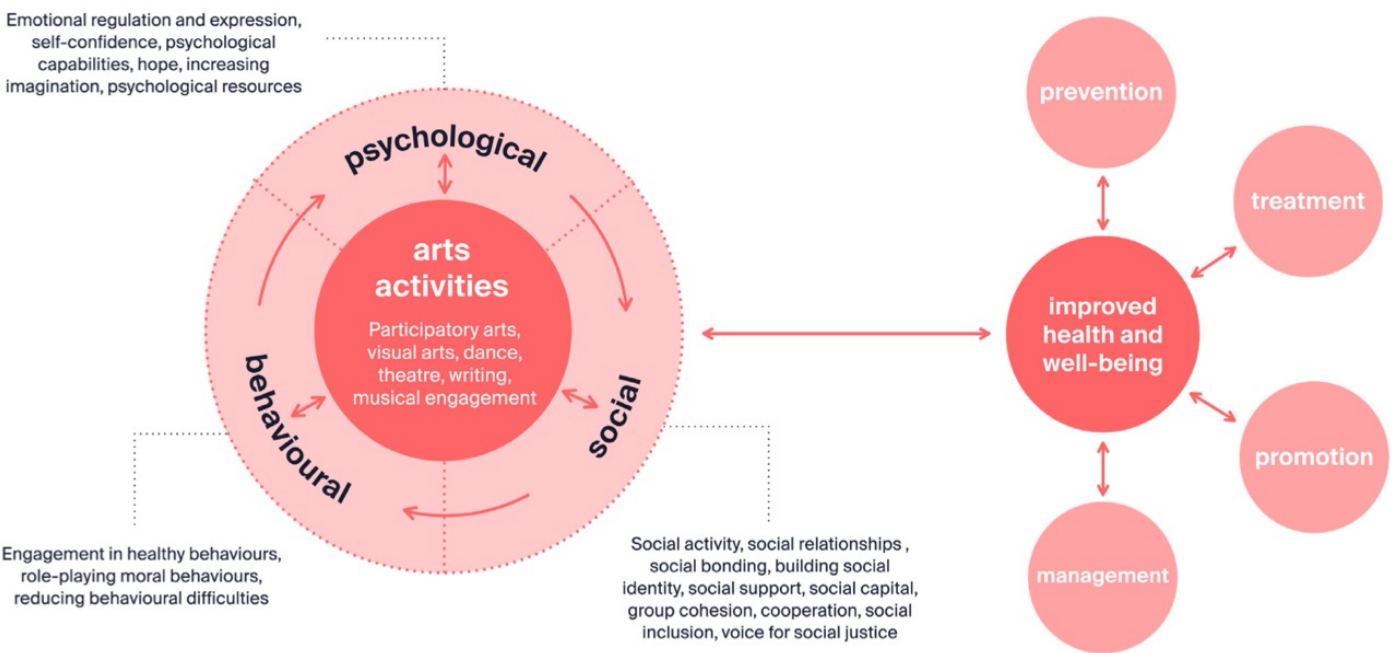 Emotional regulation and expression,
self-confidence, psychological
capabilities, hope, increasing
imagination, psychological resources
psychological
arts
activities
Participatory arts,
visual arts, dance,
theatre, writing,
musical engagement
behavioural
social
Engagement in healthy behaviours,
role-playing moral behaviours,
reducing behavioural difficulties
Social activity, social relationships ,
social bonding, building social
identity, social support, social capital,
group cohesion, cooperation, social
inclusion, voice for social justice
prevention
treatment
improved
health and
well-being
promotion
management